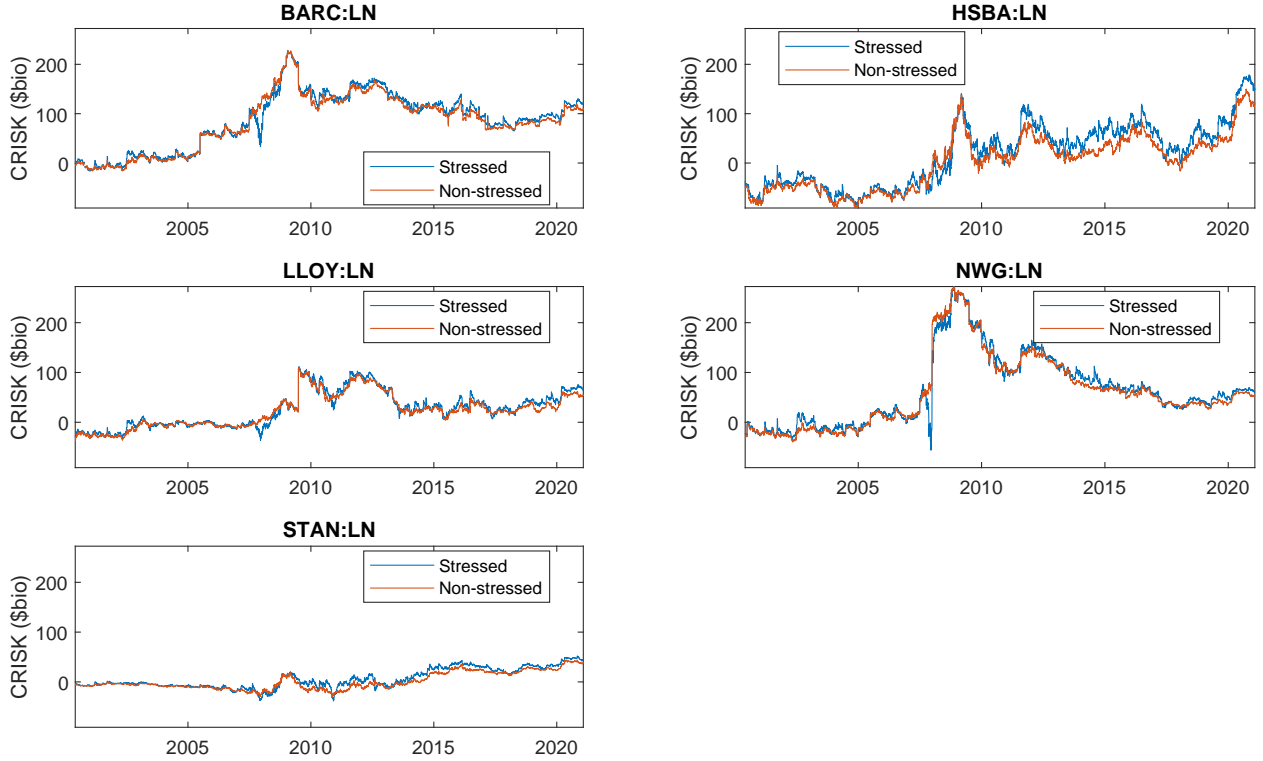 BARC:LN
CRISK ($bio)
200
100
0
Stressed
Non-stressed
2005
2010
2015
2020
HSBA:LN
CRISK ($bio)
200
100
0
Stressed
Non-stressed
2005
2010
2015
2020
LLOY:LN
CRISK ($bio)
200
100
0
Stressed
Non-stressed
2005
2010
2015
2020
NWG:LN
CRISK ($bio)
200
100
0
Stressed
Non-stressed
2005
2010
2015
2020
STAN:LN
CRISK ($bio)
200
100
0
Stressed
Non-stressed
2005
2010
2015
2020